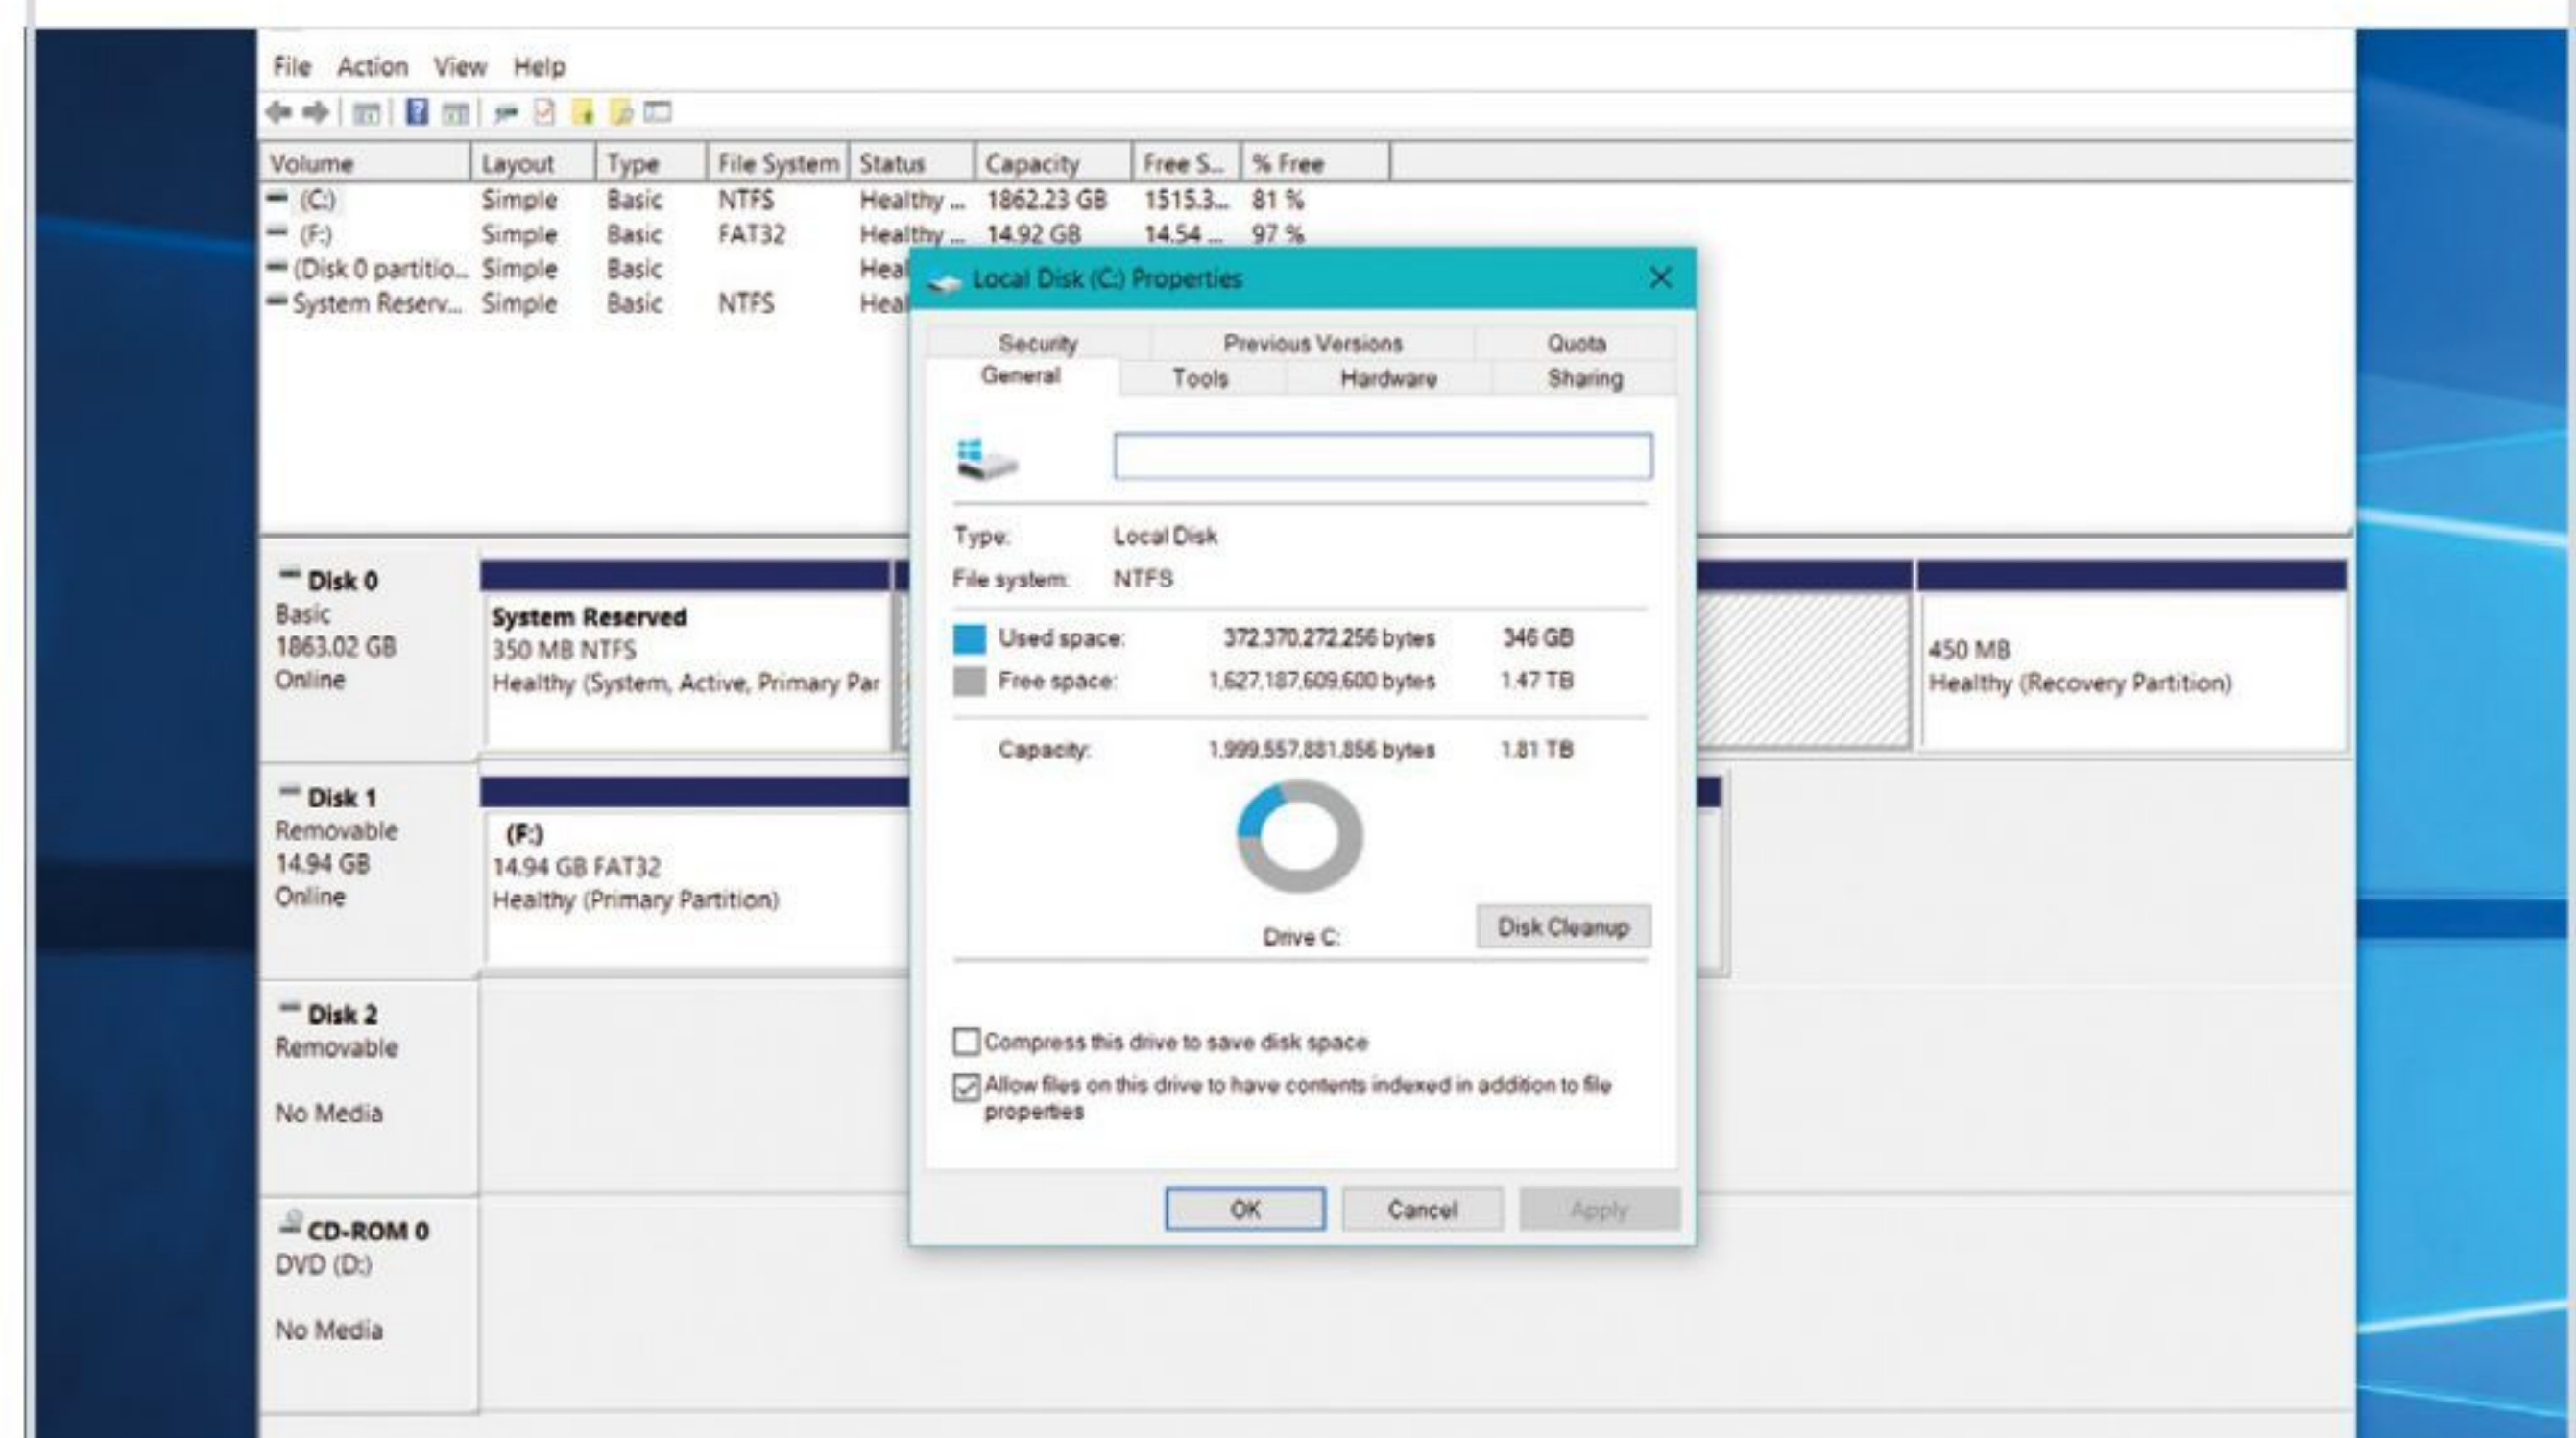 File Action View Help
Volume Layout Type File System Status Capacity Free S... % Free
(C:) Simple Basic NTFS Healthy ... 1862.23 GB 1515.3... 81 %
(F:) Simple Basic FAT32 Healthy ... 14.92 GB 14.54 ... 97 %
(Disk 0 partitio... Simple Basic Heal
System Reserv... Simple Basic NTFS Heal
Local Disk (C:) Properties
Security Previous Versions Quota
General Tools Hardware Sharing
Type: Local Disk
File system: NTFS
Used space: 372,370,272,256 bytes 346 GB
Free space: 1,627,187,609,600 bytes 1.47 TB
Capacity: 1,999,557,881,856 bytes 1.81 TB
Drive C:
Disk Cleanup
Compress this drive to save disk space
Allow files on this drive to have contents indexed in addition to file
properties
OK Cancel Apply
Disk 0
Basic
1863.02 GB
Online
System Reserved
350 MB NTFS
Healthy (System, Active, Primary Par
450 MB
Healthy (Recovery Partition)
Disk 1
Removable
14.94 GB
Online
(F:)
14.94 GB FAT32
Healthy (Primary Partition)
Disk 2
Removable
No Media
CD-ROM 0
DVD (D:)
No Media